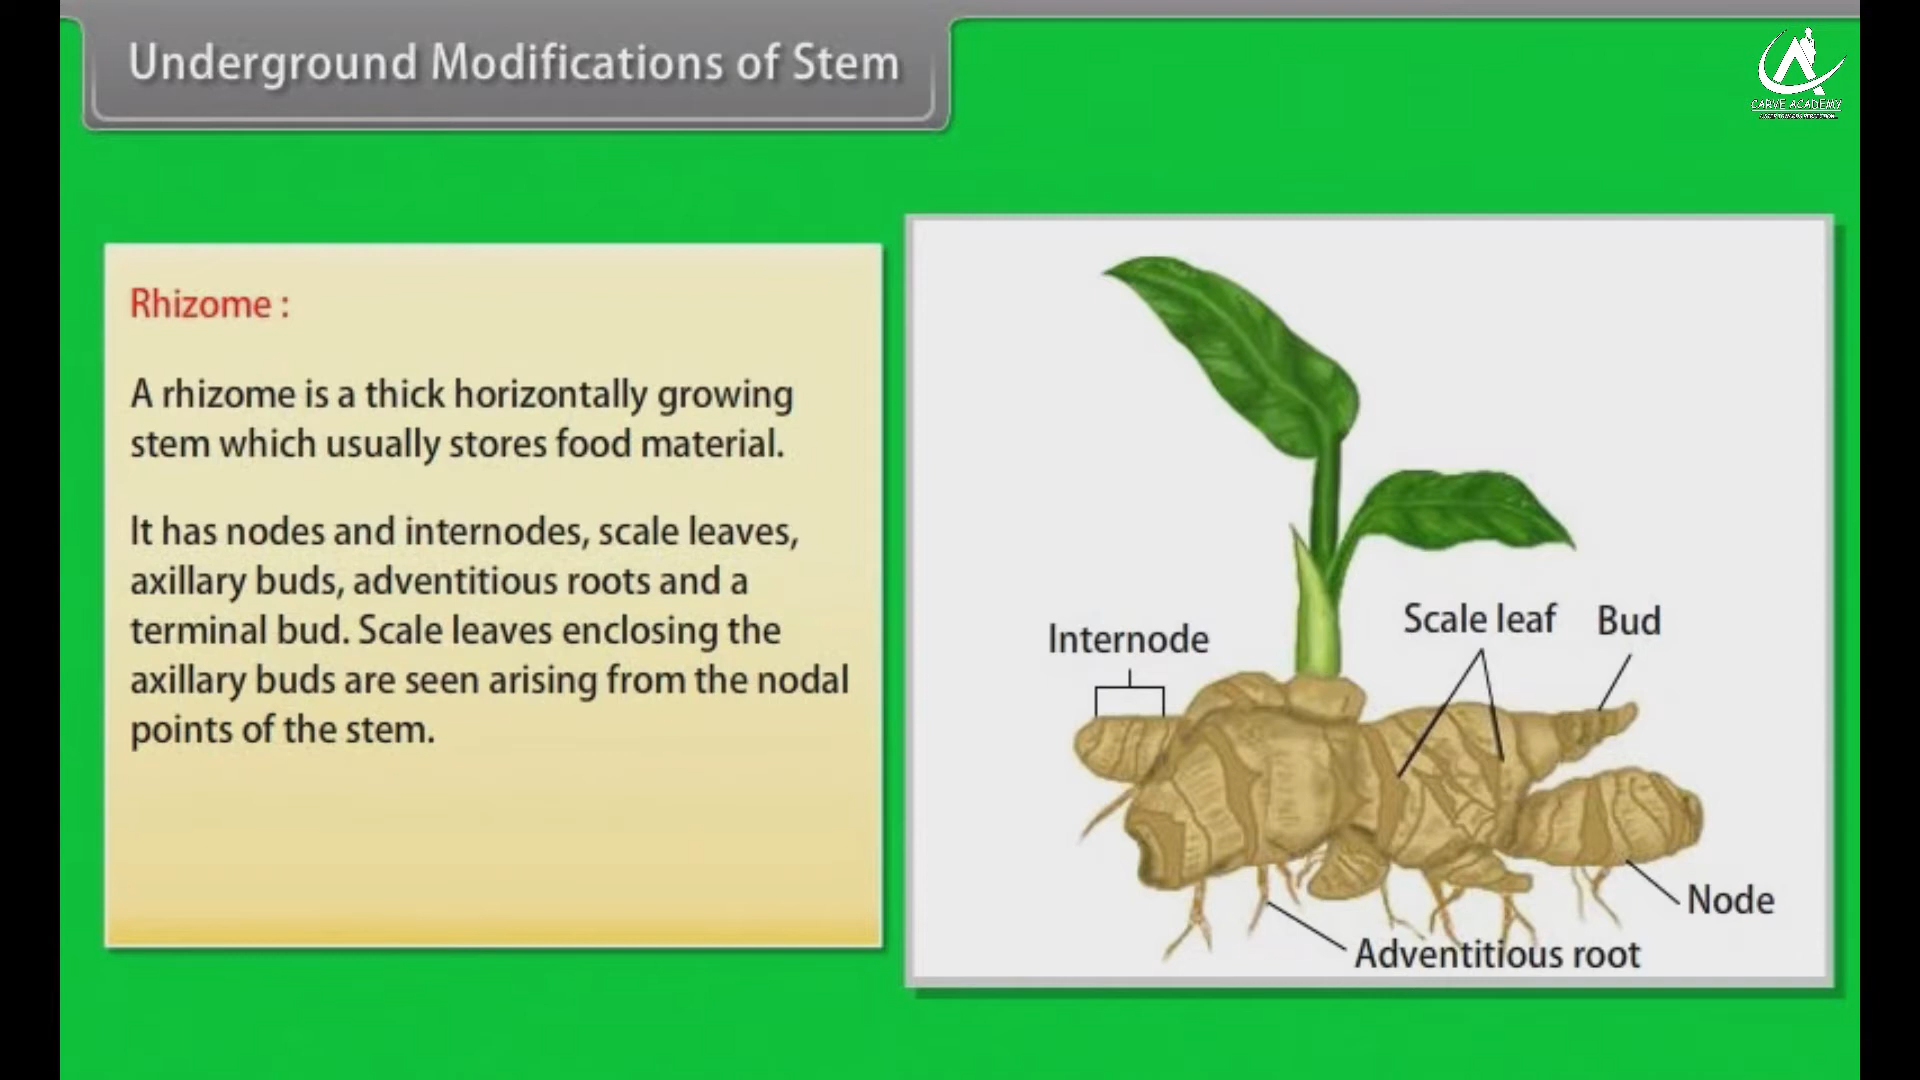 Underground Modifications of Stem
CARVE ACADEMY
Rhizome :
A rhizome is a thick horizontally growing
stem which usually stores food material.
It has nodes and internodes, scale leaves,
axillary buds, adventitious roots and a
terminal bud. Scale leaves enclosing the
axillary buds are seen arising from the nodal
points of the stem.
Internode
Scale leaf
Bud
Node
Adventitious root